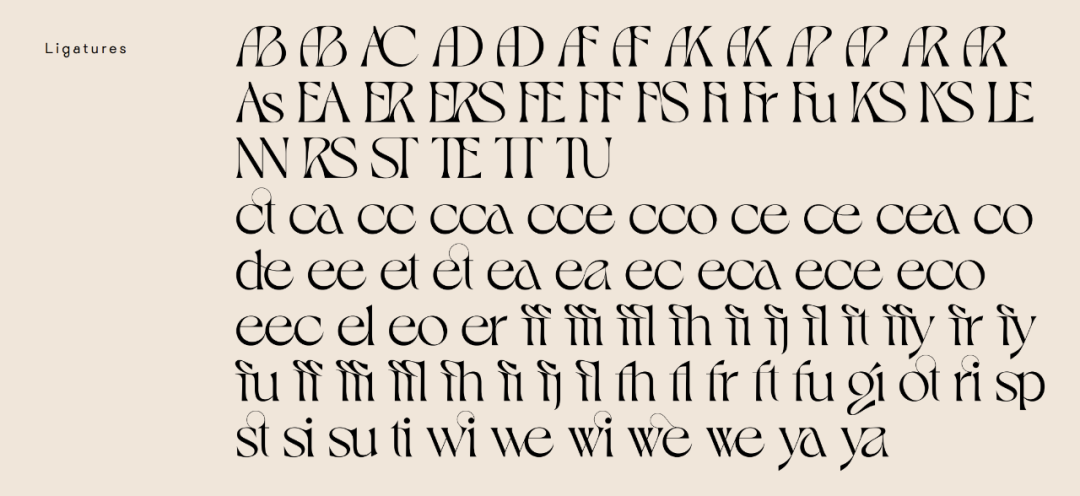 Ligatures
AB AB AC AD AD AF AF AK AK AP AP AR AR
As EA ER ERS FE FF FS Fi Fr Fu KS KS LE
NN RS ST TE TT TU
ct ca cc cca cce cco ce ce cea co
de ee et et ea ea ec eca ece eco
eec el eo er ff ffi ffl fh fi fj fl ft ffy fr fy
fu ff ffi ffl fh fi fj fl fh fl fr ft fu gi ot ri sp
st si su ti wi we wi we we ya ya